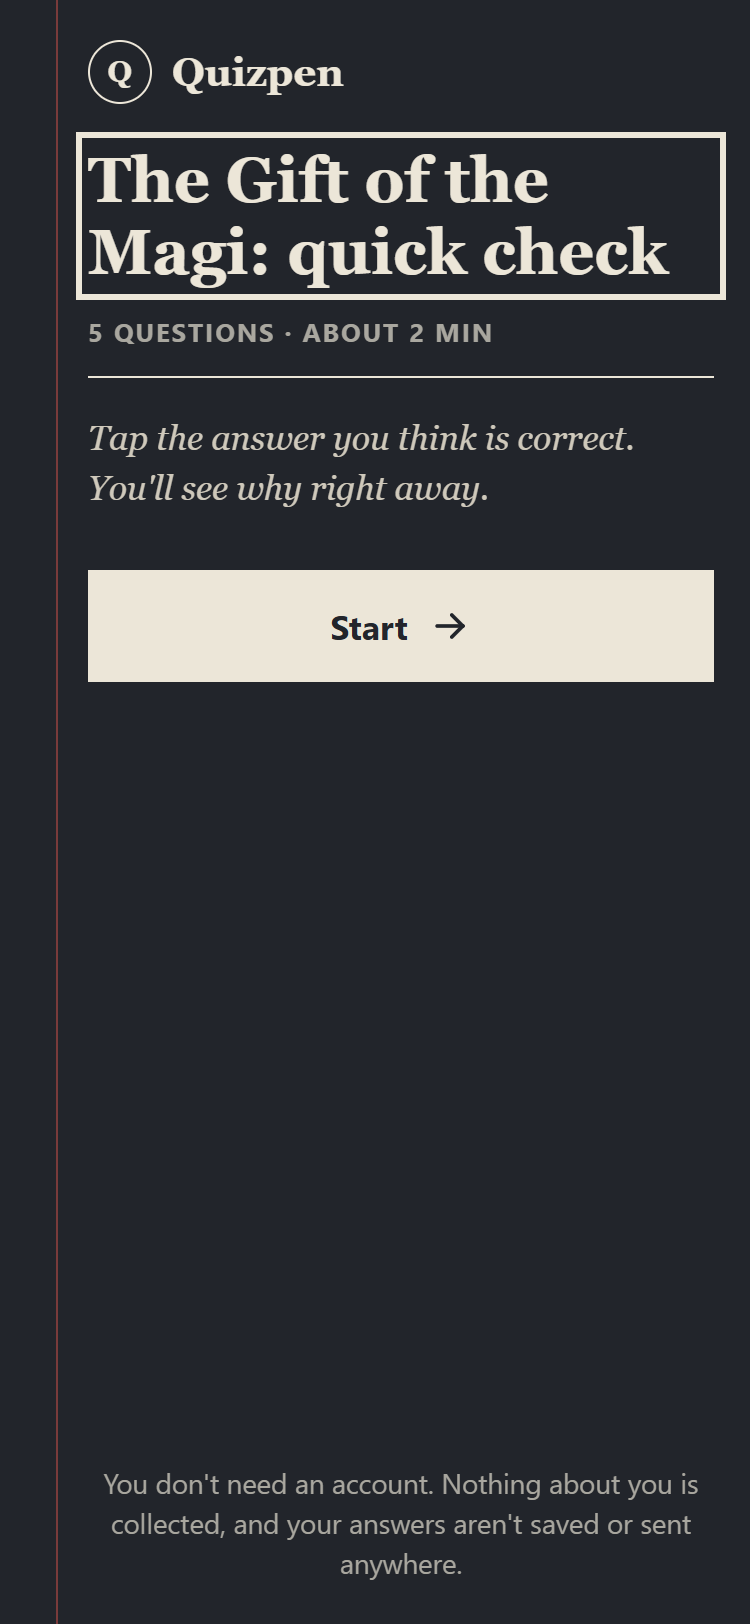 Q Quizpen
The Gift of the
Magi: quick check
5 QUESTIONS · ABOUT 2 MIN
Tap the answer you think is correct.
You'll see why right away.
Start →
You don't need an account. Nothing about you is
collected, and your answers aren't saved or sent
anywhere.